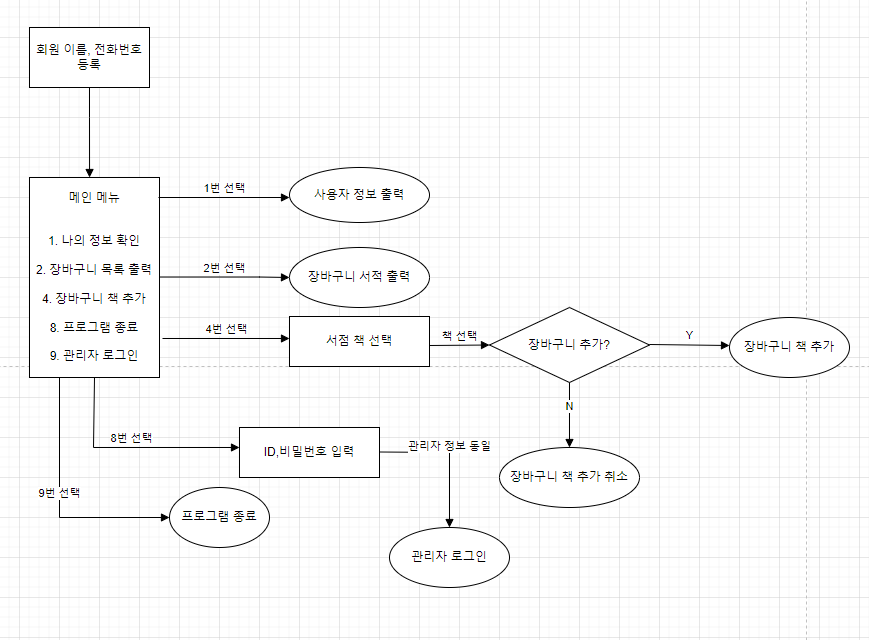 회원 이름, 전화번호
등록
메인 메뉴
1. 나의 정보 확인
2. 장바구니 목록 출력
4. 장바구니 책 추가
8. 프로그램 종료
9. 관리자 로그인
1번 선택
사용자 정보 출력
2번 선택
장바구니 서적 출력
4번 선택
서점 책 선택
책 선택
장바구니 추가?
Y
장바구니 책 추가
N
장바구니 책 추가 취소
8번 선택
ID,비밀번호 입력
관리자 정보 동일
관리자 로그인
9번 선택
프로그램 종료